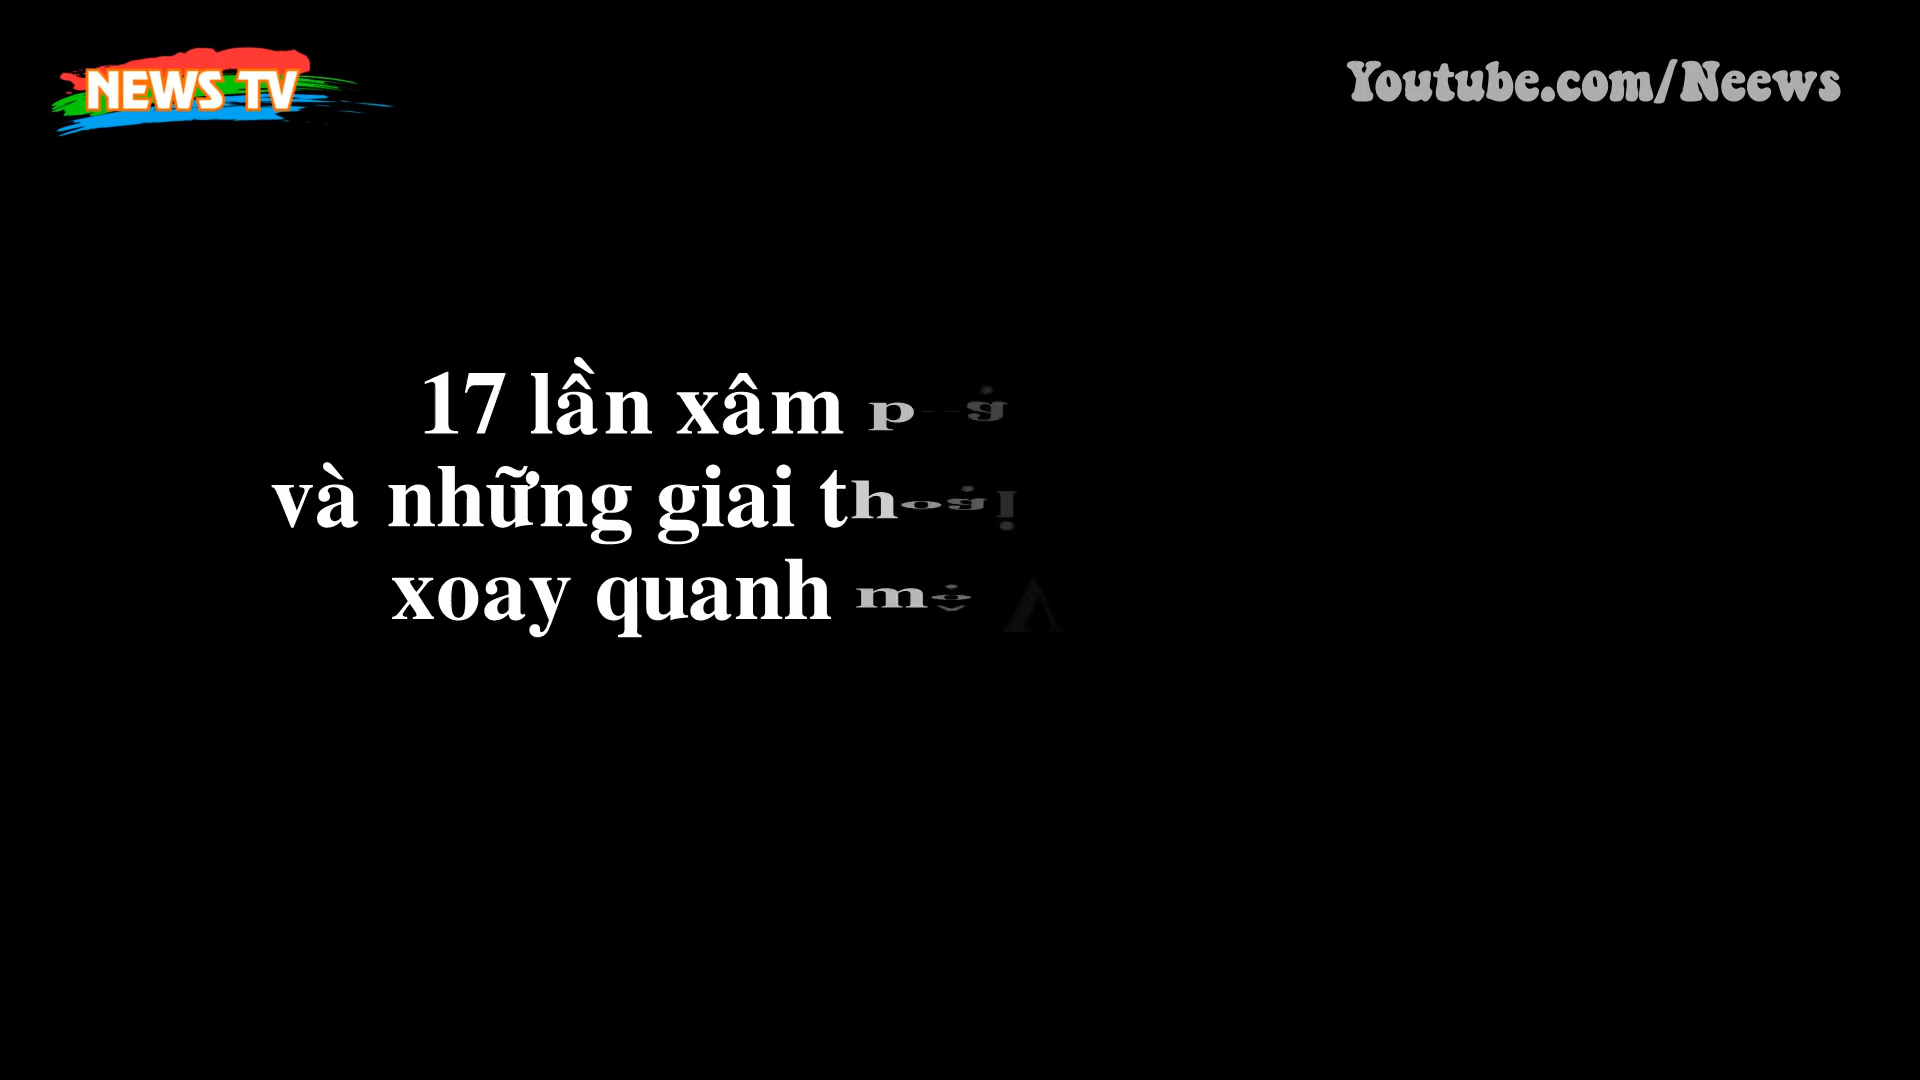 NEWS TV
Youtube.com/Neews
17 lần xâm
và những giai
xoay quanh